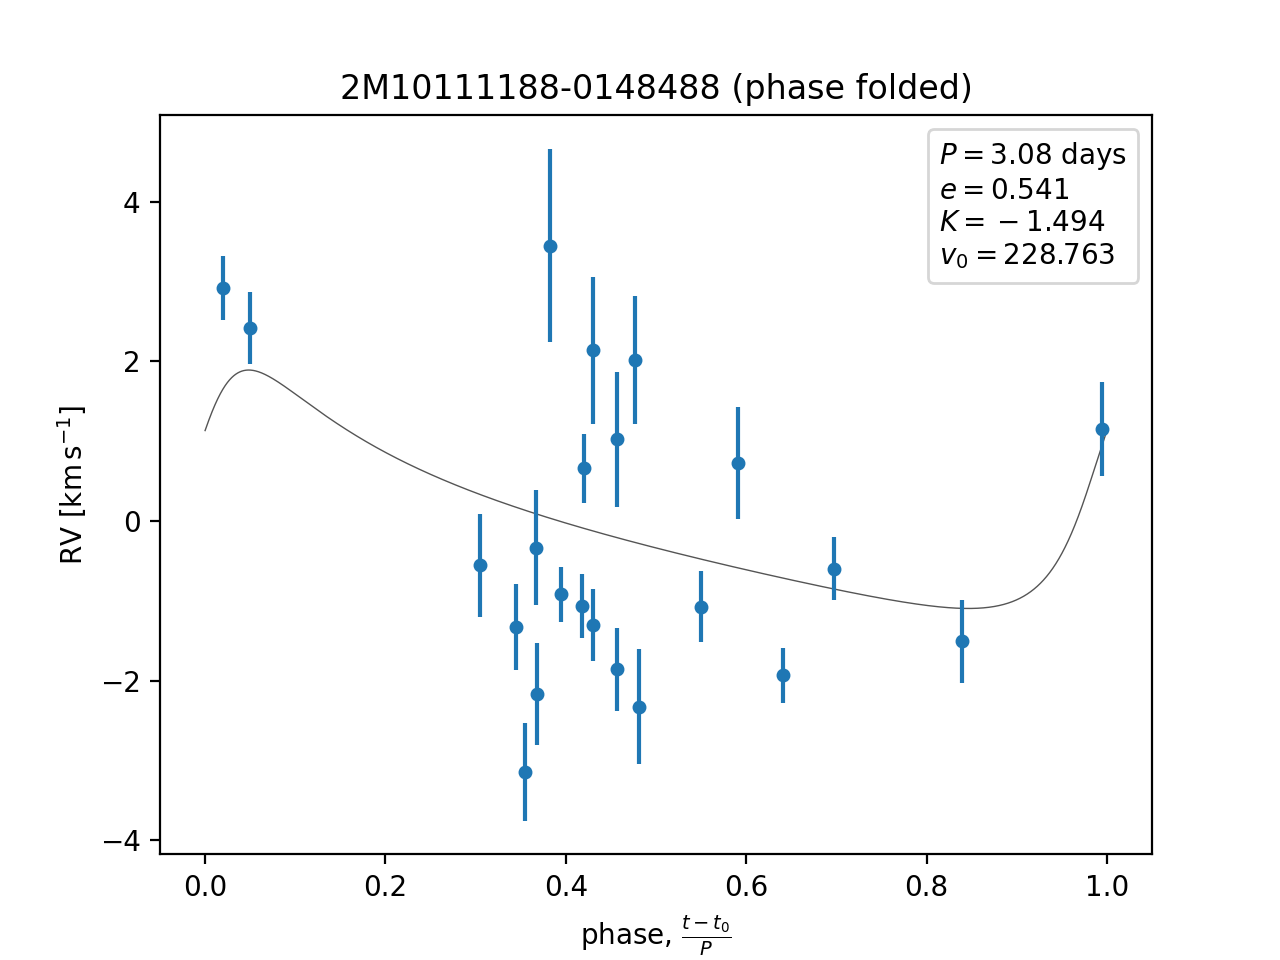 2M10111188-0148488 (phase folded)
P = 3.08 days
e = 0.541
K = −1.494
v₀ = 228.763
RV [km s⁻¹]
4
2
0
−2
−4
0.0 0.2 0.4 0.6 0.8 1.0
phase, (t − t₀)/P